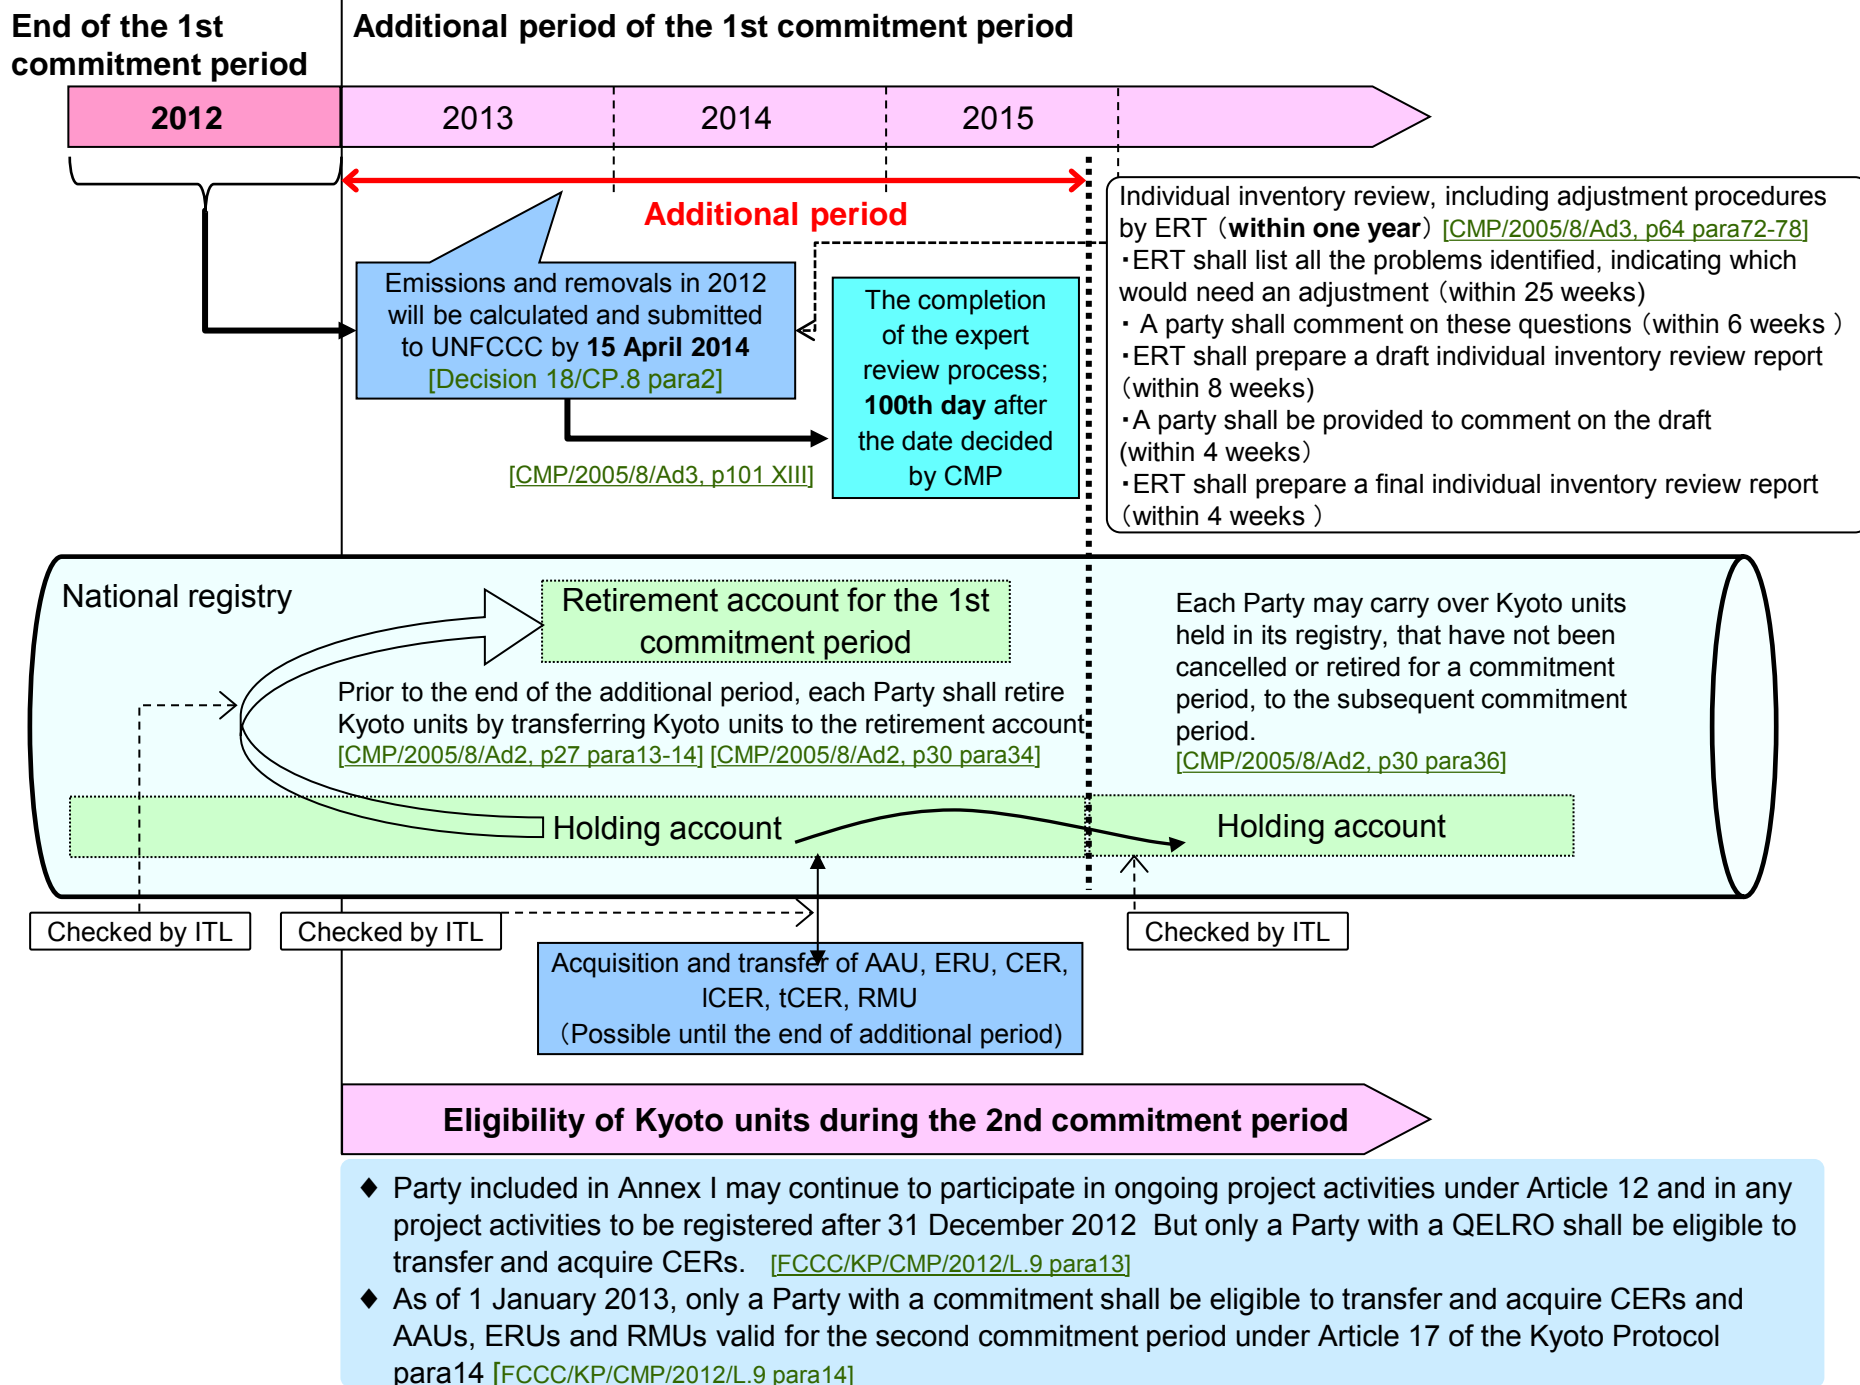 End of the 1st
commitment period
Additional period of the 1st commitment period
2012
2013
2014
2015
Additional period
Emissions and removals in 2012
will be calculated and submitted
to UNFCCC by 15 April 2014
[Decision 18/CP.8 para2]
[CMP/2005/8/Ad3, p101 XIII]
The completion
of the expert
review process;
100th day after
the date decided
by CMP
Individual inventory review, including adjustment procedures
by ERT（within one year）[CMP/2005/8/Ad3, p64 para72-78]
・ERT shall list all the problems identified, indicating which
would need an adjustment（within 25 weeks)
・ A party shall comment on these questions（within 6 weeks ）
・ERT shall prepare a draft individual inventory review report
（within 8 weeks)
・A party shall be provided to comment on the draft
(within 4 weeks）
・ERT shall prepare a final individual inventory review report
（within 4 weeks ）
National registry
Retirement account for the 1st
commitment period
Prior to the end of the additional period, each Party shall retire
Kyoto units by transferring Kyoto units to the retirement account
[CMP/2005/8/Ad2, p27 para13-14] [CMP/2005/8/Ad2, p30 para34]
Each Party may carry over Kyoto units
held in its registry, that have not been
cancelled or retired for a commitment
period, to the subsequent commitment
period.
[CMP/2005/8/Ad2, p30 para36]
Holding account
Holding account
Checked by ITL
Checked by ITL
Checked by ITL
Acquisition and transfer of AAU, ERU, CER,
lCER, tCER, RMU
（Possible until the end of additional period)
Eligibility of Kyoto units during the 2nd commitment period
♦ Party included in Annex I may continue to participate in ongoing project activities under Article 12 and in any
project activities to be registered after 31 December 2012 But only a Party with a QELRO shall be eligible to
transfer and acquire CERs. [FCCC/KP/CMP/2012/L.9 para13]
♦ As of 1 January 2013, only a Party with a commitment shall be eligible to transfer and acquire CERs and
AAUs, ERUs and RMUs valid for the second commitment period under Article 17 of the Kyoto Protocol
para14 [FCCC/KP/CMP/2012/L.9 para14]